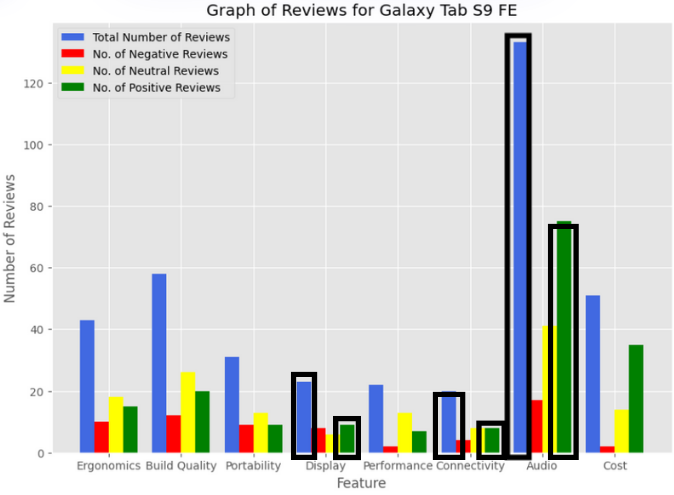 Graph of Reviews for Galaxy Tab S9 FE
Total Number of Reviews
No. of Negative Reviews
No. of Neutral Reviews
No. of Positive Reviews
120
100
80
60
40
20
0
Number of Reviews
Ergonomics Build Quality Portability Display Performance Connectivity Audio Cost
Feature